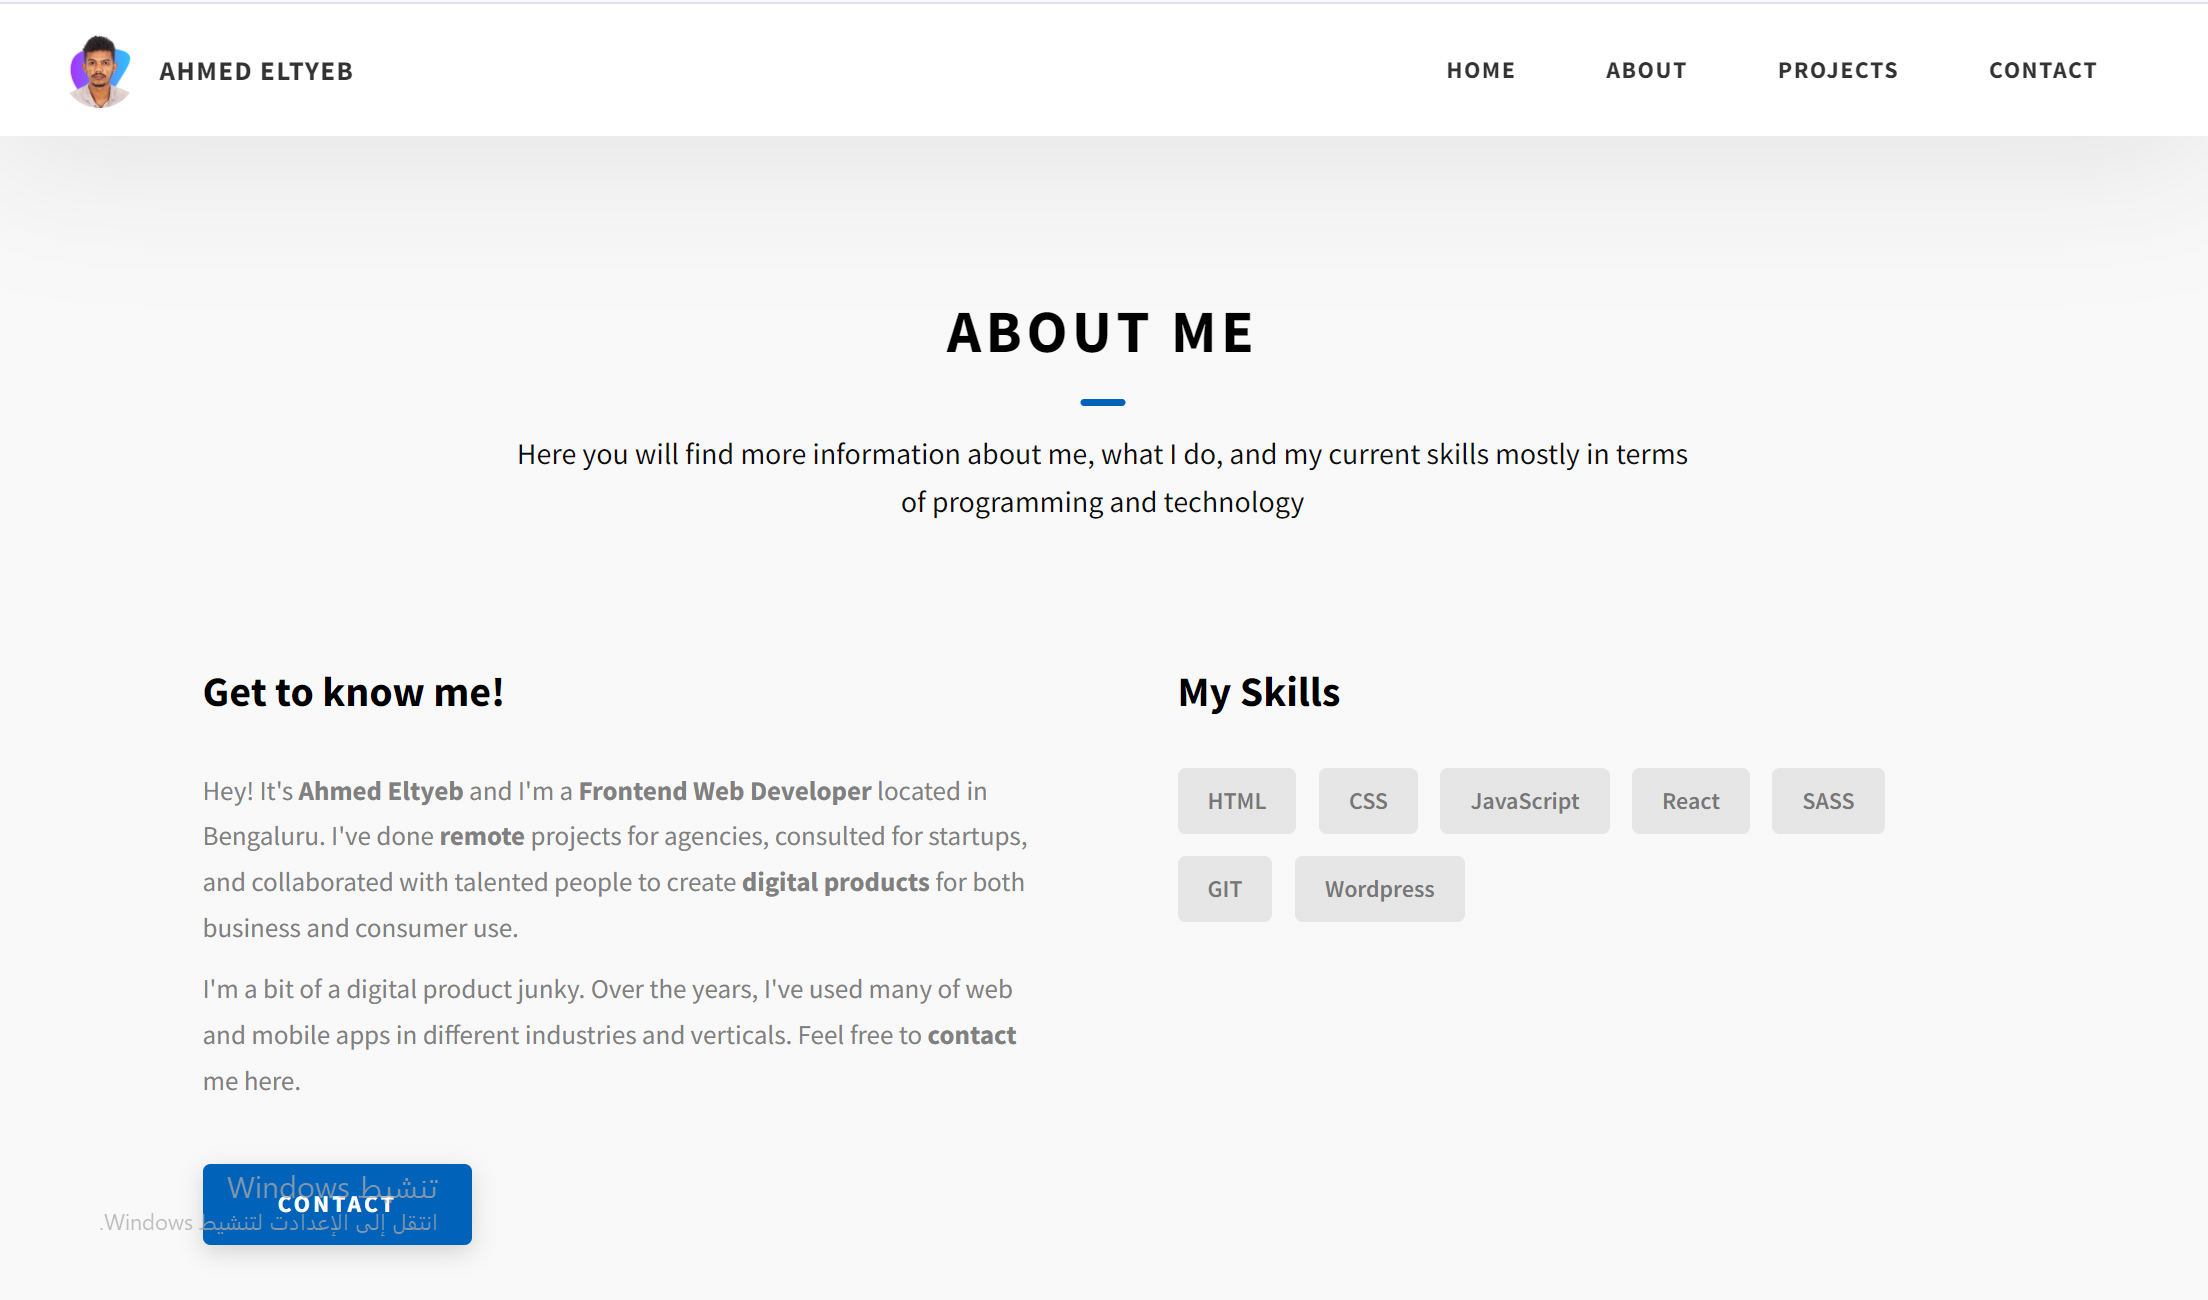 AHMED ELTYEB
HOME
ABOUT
PROJECTS
CONTACT
ABOUT ME
Here you will find more information about me, what I do, and my current skills mostly in terms
of programming and technology
Get to know me!
Hey! It's Ahmed Eltyeb and I'm a Frontend Web Developer located in
Bengaluru. I've done remote projects for agencies, consulted for startups,
and collaborated with talented people to create digital products for both
business and consumer use.
I'm a bit of a digital product junky. Over the years, I've used many of web
and mobile apps in different industries and verticals. Feel free to contact
me here.
CONTACT
My Skills
HTML
CSS
JavaScript
React
SASS
GIT
Wordpress
تنشيط Windows
انتقل إلى الإعدادت لتنشيط Windows.